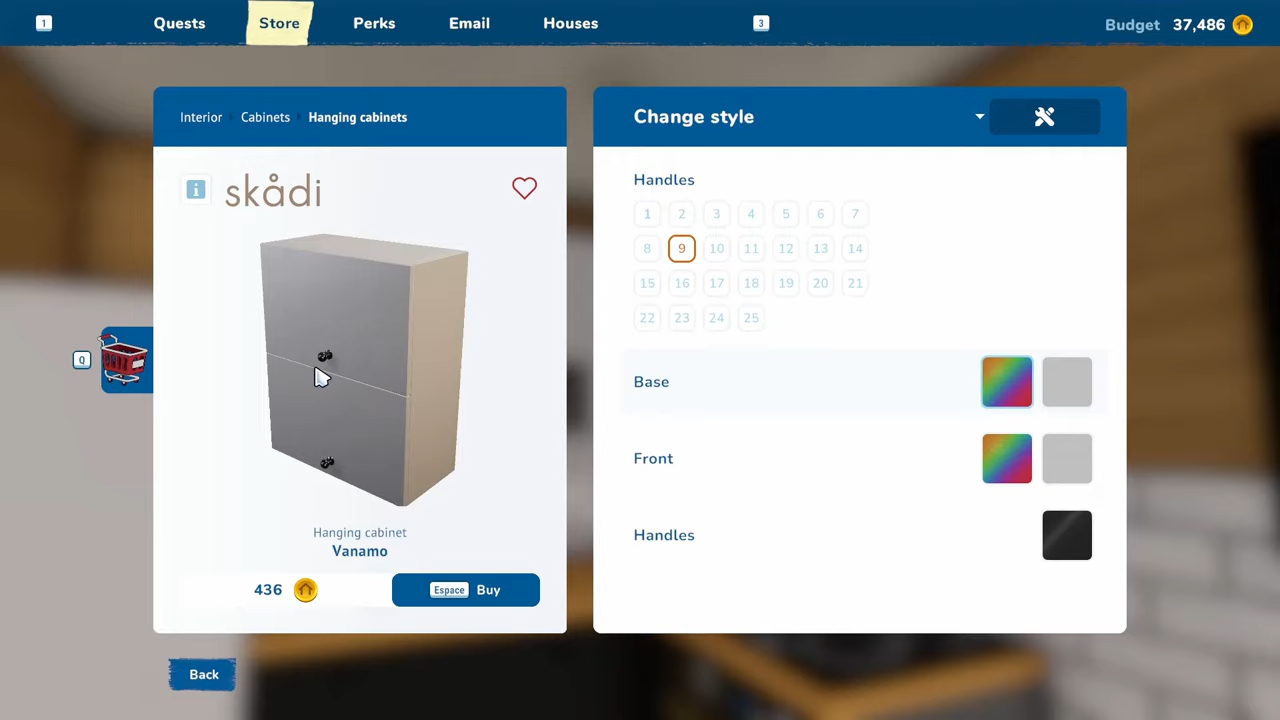 1 Quests Store Perks Email Houses 3 Budget 37,486
Interior Cabinets Hanging cabinets
Change style
i skådi
Handles
1 2 3 4 5 6 7
8 9 10 11 12 13 14
15 16 17 18 19 20 21
22 23 24 25
Q
Base
Front
Handles
Hanging cabinet
Vanamo
436 Espace Buy
Back